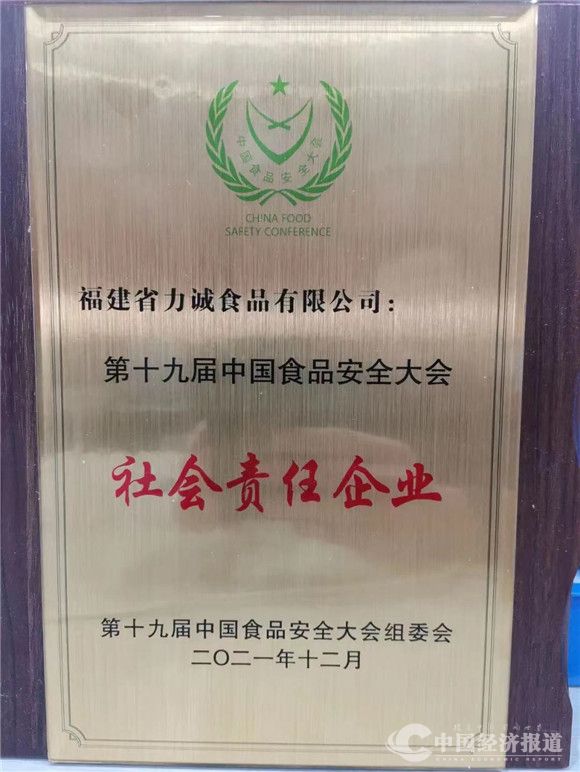 中国食品安全大会
CHINA FOOD
SAFETY CONFERENCE
福建省力诚食品有限公司：
第十九届中国食品安全大会
社会责任企业
第十九届中国食品安全大会组委会
二〇二一年十二月
中国经济报道
CHINA ECONOMIC REPORT